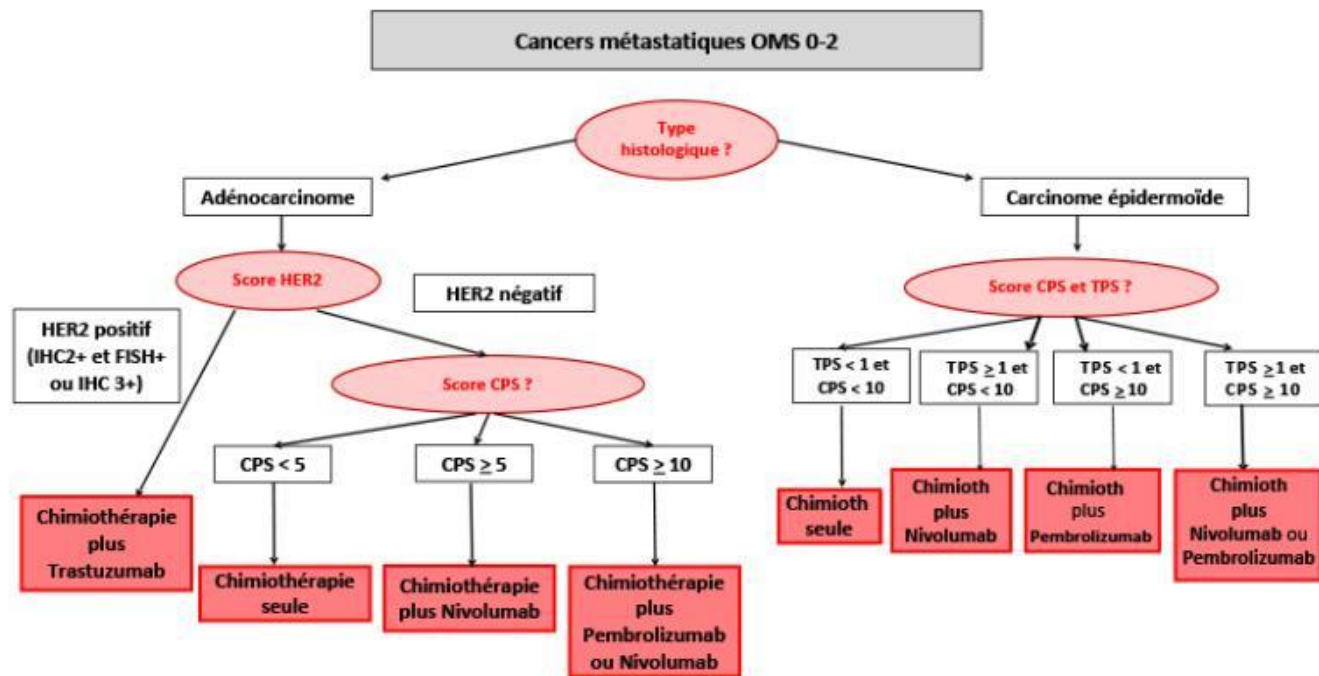 Cancers métastatiques OMS 0-2
Type
histologique ?
Adénocarcinome
Carcinome épidermoïde
Score HER2
HER2 négatif
Score CPS et TPS ?
HER2 positif
(IHC2+ et FISH+
ou IHC 3+)
Score CPS ?
TPS < 1 et
CPS < 10
TPS ≥ 1 et
CPS < 10
TPS < 1 et
CPS ≥ 10
TPS ≥ 1 et
CPS ≥ 10
CPS < 5
CPS ≥ 5
CPS ≥ 10
Chimiothérapie
plus
Trastuzumab
Chimiothérapie
seule
Chimiothérapie
plus Nivolumab
Chimiothérapie
plus
Pembrolizumab
ou Nivolumab
Chimioth
seule
Chimioth
plus
Nivolumab
Chimioth
plus
Pembrolizumab
Chimioth
plus
Nivolumab ou
Pembrolizumab